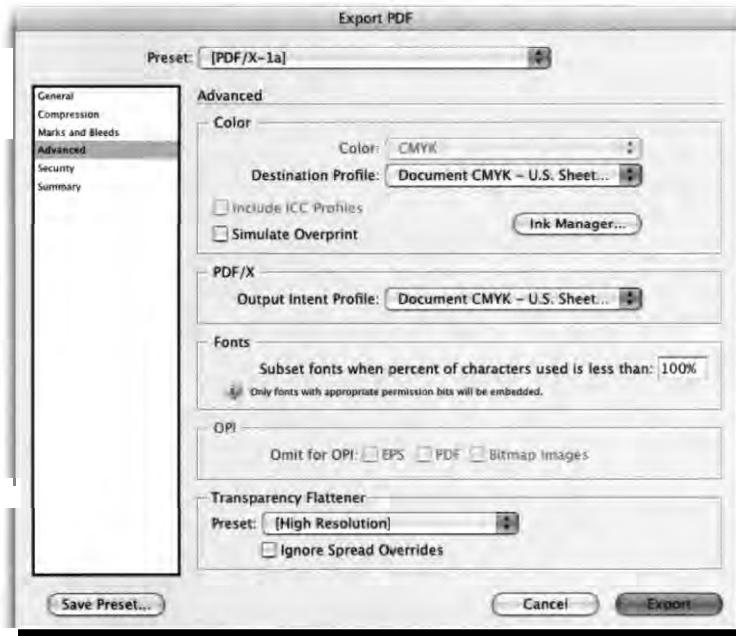 Export PDF
Preset: [PDF/X-1a]
General
Compression
Marks and Bleeds
Advanced
Security
Summary
Advanced
Color
Color: CMYK
Destination Profile: Document CMYK – U.S. Sheet...
Include ICC Profiles
Simulate Overprint
Ink Manager...
PDF/X
Output Intent Profile: Document CMYK – U.S. Sheet...
Fonts
Subset fonts when percent of characters used is less than: 100%
Only fonts with appropriate permission bits will be embedded.
OPI
Omit for OPI: EPS PDF Bitmap Images
Transparency Flattener
Preset: [High Resolution]
Ignore Spread Overrides
Save Preset...
Cancel
Export